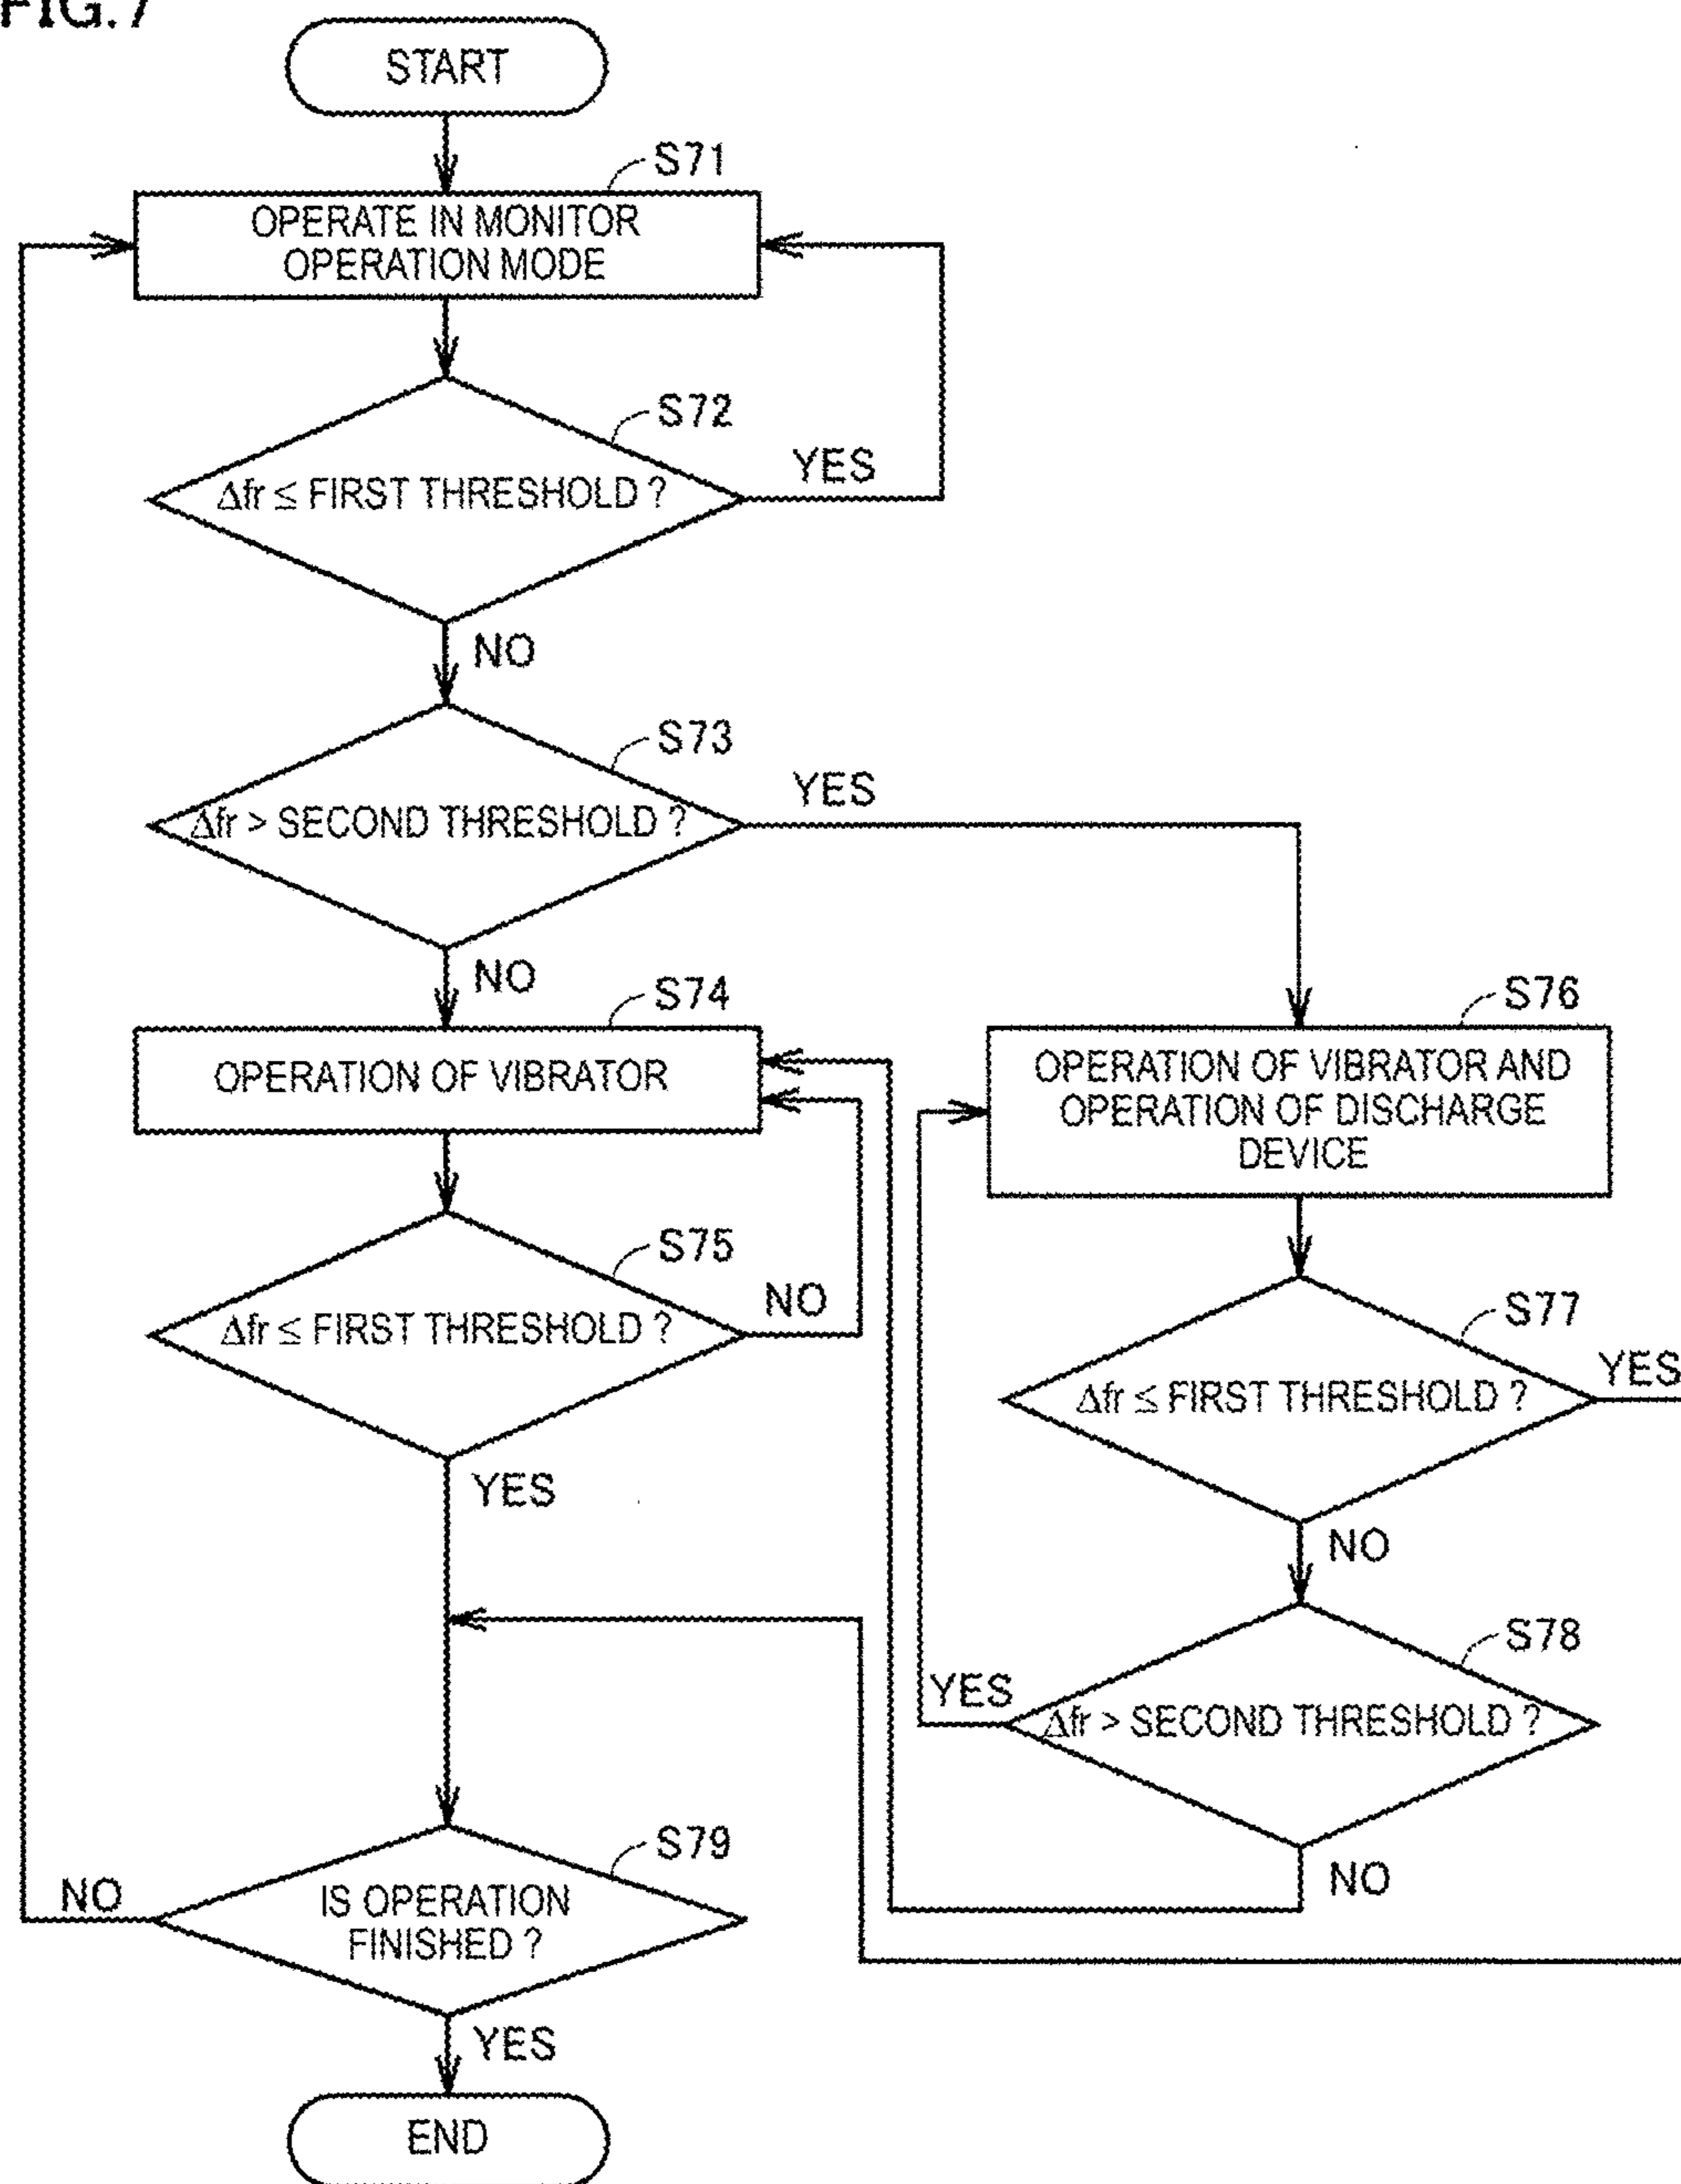 FIG. 7
START
S71
OPERATE IN MONITOR
OPERATION MODE
S72
Δfr ≤ FIRST THRESHOLD ?
YES
NO
S73
Δfr > SECOND THRESHOLD ?
YES
NO
S74
OPERATION OF VIBRATOR
S75
Δfr ≤ FIRST THRESHOLD ?
NO
YES
S76
OPERATION OF VIBRATOR AND
OPERATION OF DISCHARGE
DEVICE
S77
Δfr ≤ FIRST THRESHOLD ?
YES
NO
S78
Δfr > SECOND THRESHOLD ?
YES
NO
S79
IS OPERATION
FINISHED ?
NO
YES
END